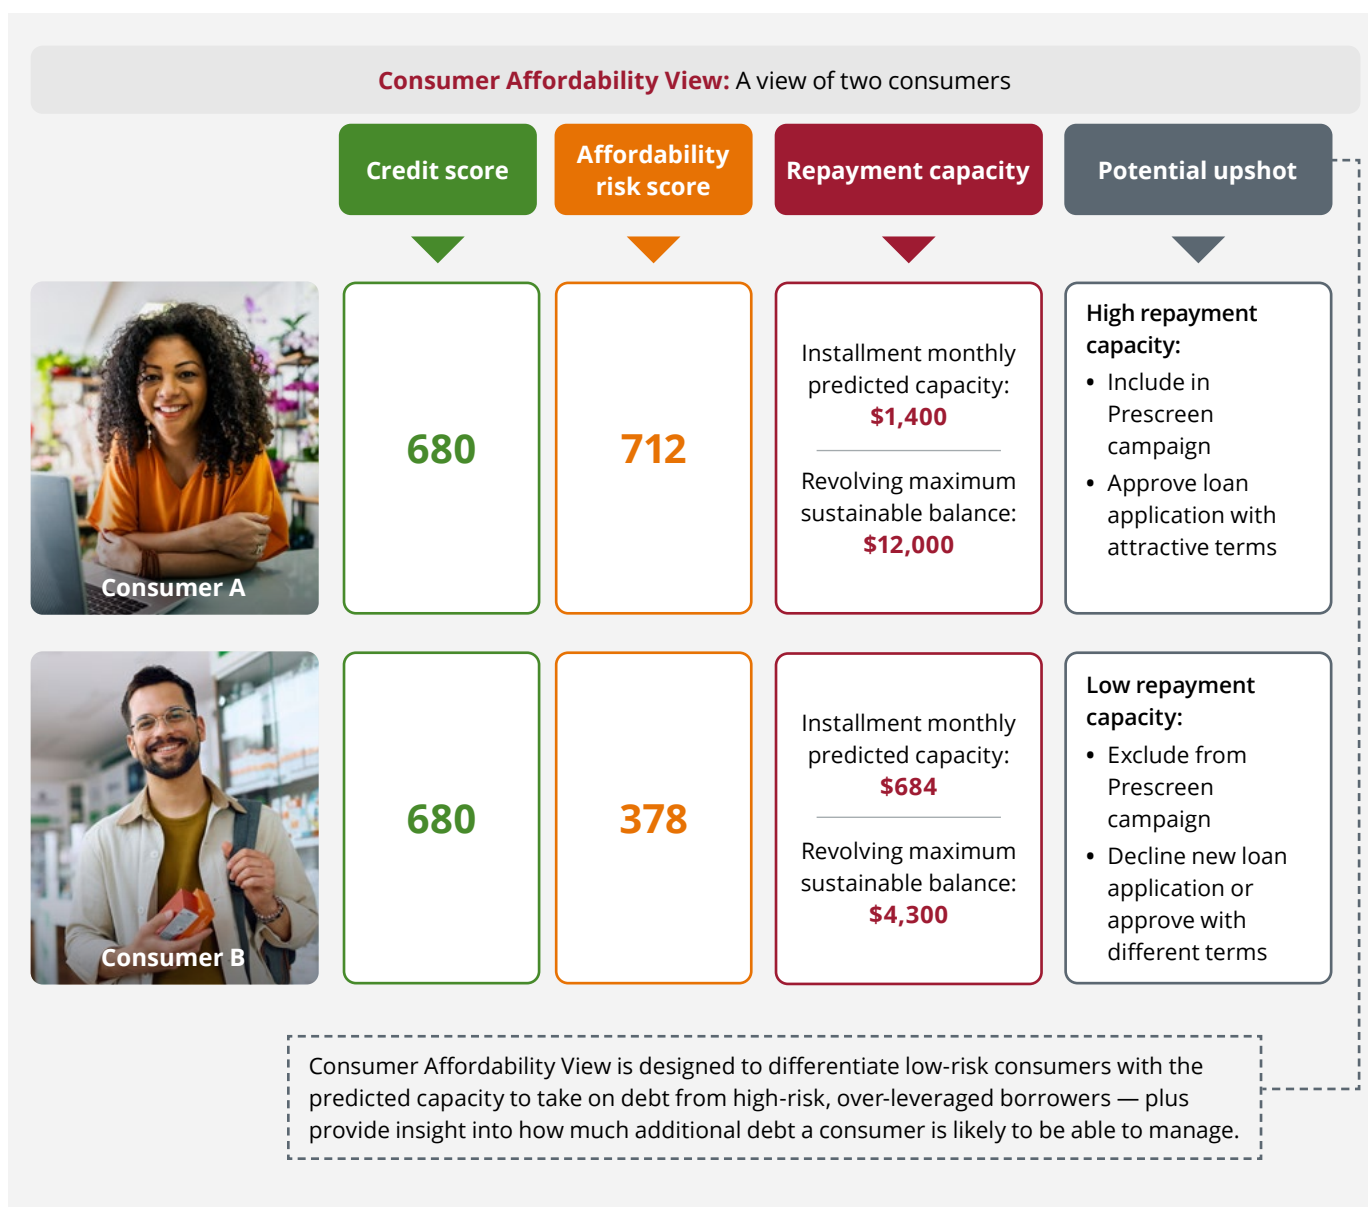 Consumer Affordability View: A view of two consumers
Credit score
Affordability
risk score
Repayment capacity
Potential upshot
Consumer A
680
712
Installment monthly
predicted capacity:
$1,400
Revolving maximum
sustainable balance:
$12,000
High repayment
capacity:
• Include in
Prescreen
campaign
• Approve loan
application with
attractive terms
Consumer B
680
378
Installment monthly
predicted capacity:
$684
Revolving maximum
sustainable balance:
$4,300
Low repayment
capacity:
• Exclude from
Prescreen
campaign
• Decline new loan
application or
approve with
different terms
Consumer Affordability View is designed to differentiate low-risk consumers with the
predicted capacity to take on debt from high-risk, over-leveraged borrowers — plus
provide insight into how much additional debt a consumer is likely to be able to manage.